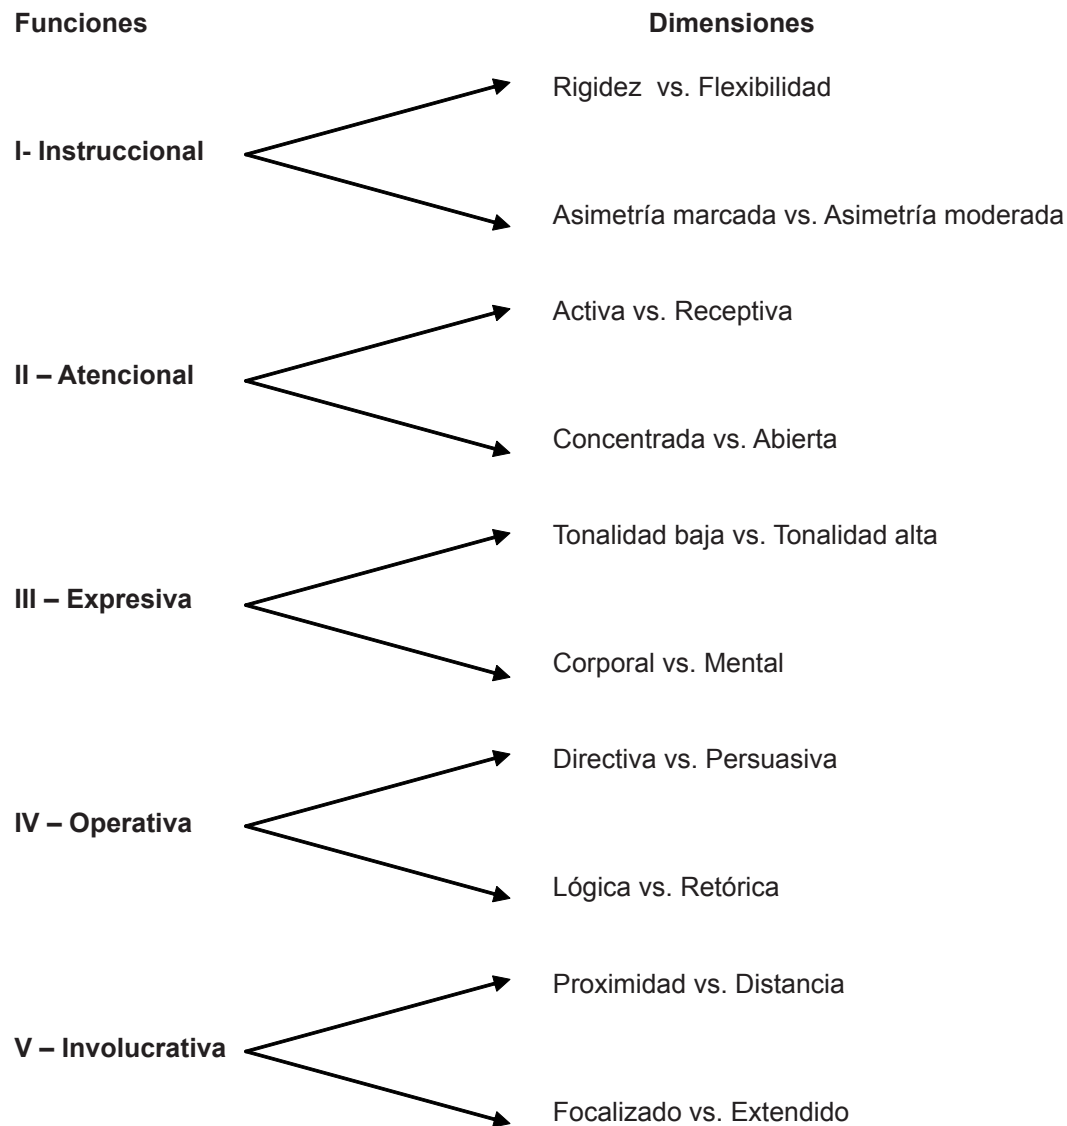 Funciones Dimensiones
Rigidez vs. Flexibilidad
I- Instruccional
Asimetría marcada vs. Asimetría moderada
Activa vs. Receptiva
II – Atencional
Concentrada vs. Abierta
Tonalidad baja vs. Tonalidad alta
III – Expresiva
Corporal vs. Mental
Directiva vs. Persuasiva
IV – Operativa
Lógica vs. Retórica
Proximidad vs. Distancia
V – Involucrativa
Focalizado vs. Extendido